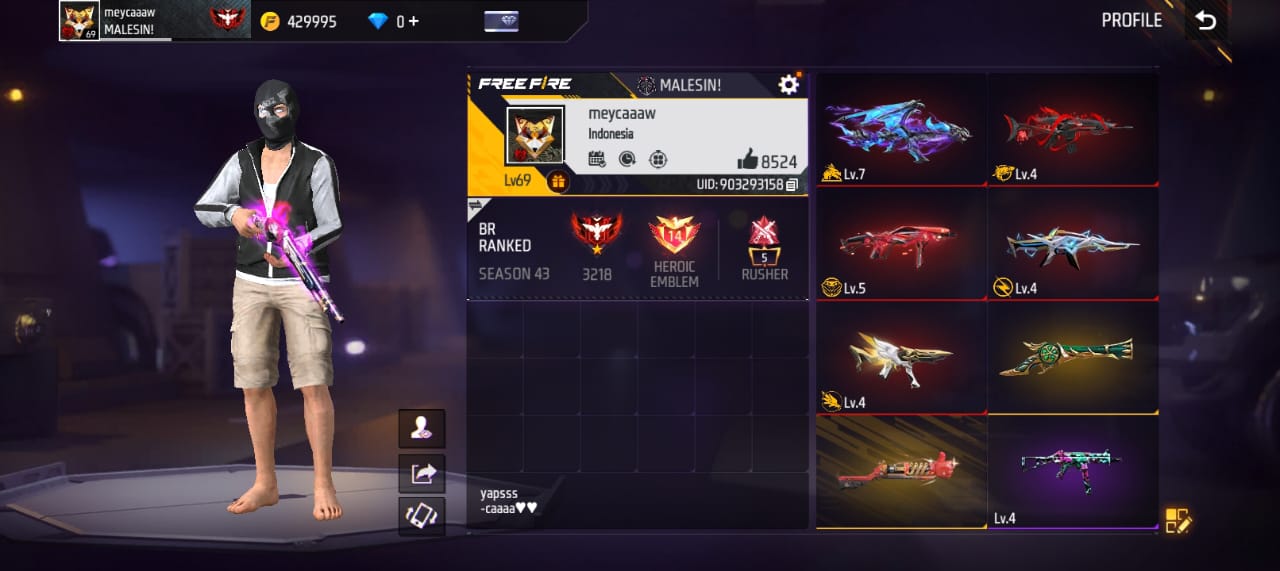 meycaaaw
MALESIN!
69
429995
0 +
PROFILE
FREE FIRE
MALESIN!
meycaaaw
Indonesia
8524
Lv69
UID: 903293158
BR
RANKED
SEASON 43
3218
14
HEROIC
EMBLEM
5
RUSHER
yapsss
-caaaa♥♥
Lv.7
Lv.4
Lv.5
Lv.4
Lv.4
Lv.4